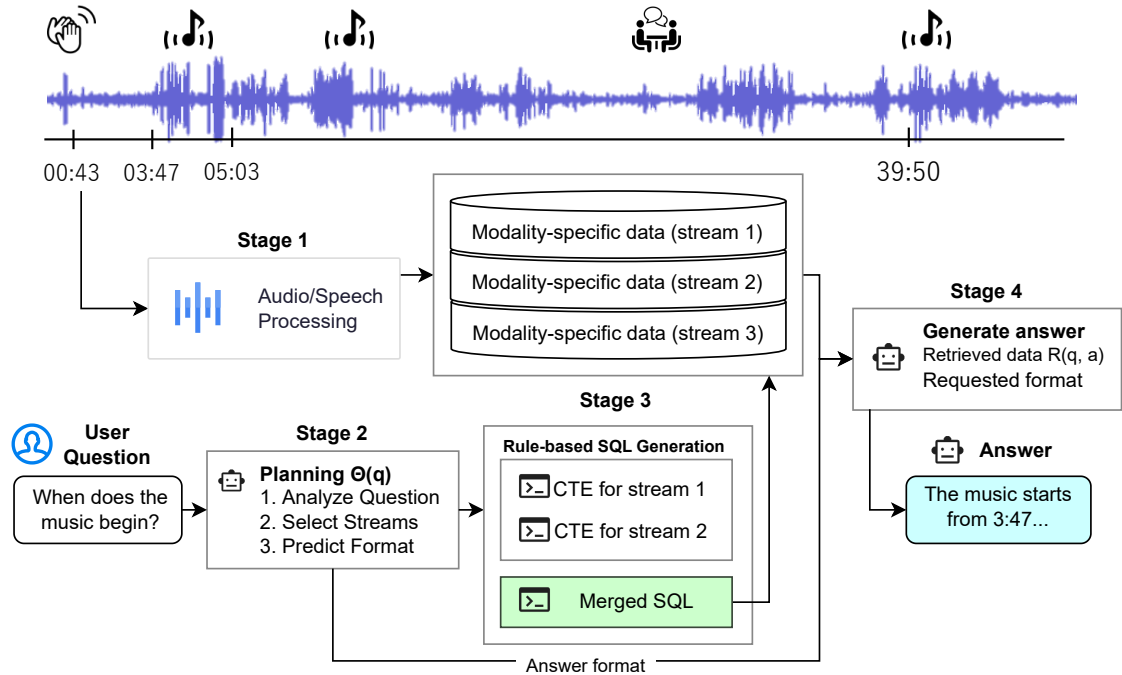 00:43
03:47
05:03
39:50
Stage 1
Audio/Speech
Processing
Modality-specific data (stream 1)
Modality-specific data (stream 2)
Modality-specific data (stream 3)
Stage 4
Generate answer
Retrieved data R(q, a)
Requested format
User
Question
When does the
music begin?
Stage 2
Planning Θ(q)
1. Analyze Question
2. Select Streams
3. Predict Format
Stage 3
Rule-based SQL Generation
CTE for stream 1
CTE for stream 2
Merged SQL
Answer
The music starts
from 3:47...
Answer format